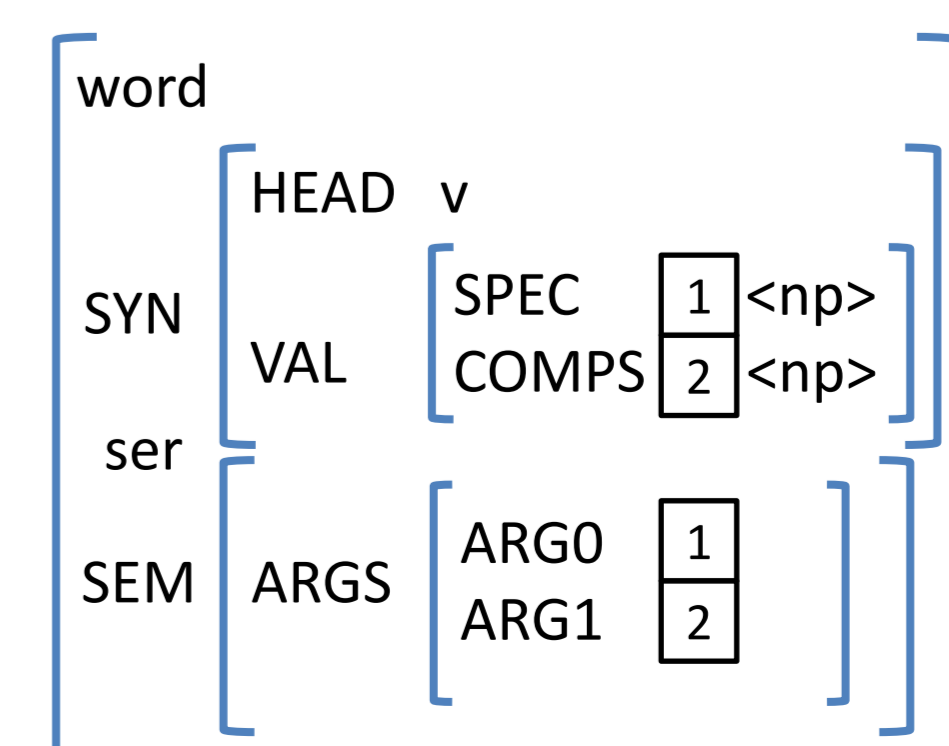 word
HEAD v
SYN
SPEC 1 <np>
VAL
COMPS 2 <np>
ser
ARG0 1
SEM ARGS
ARG1 2